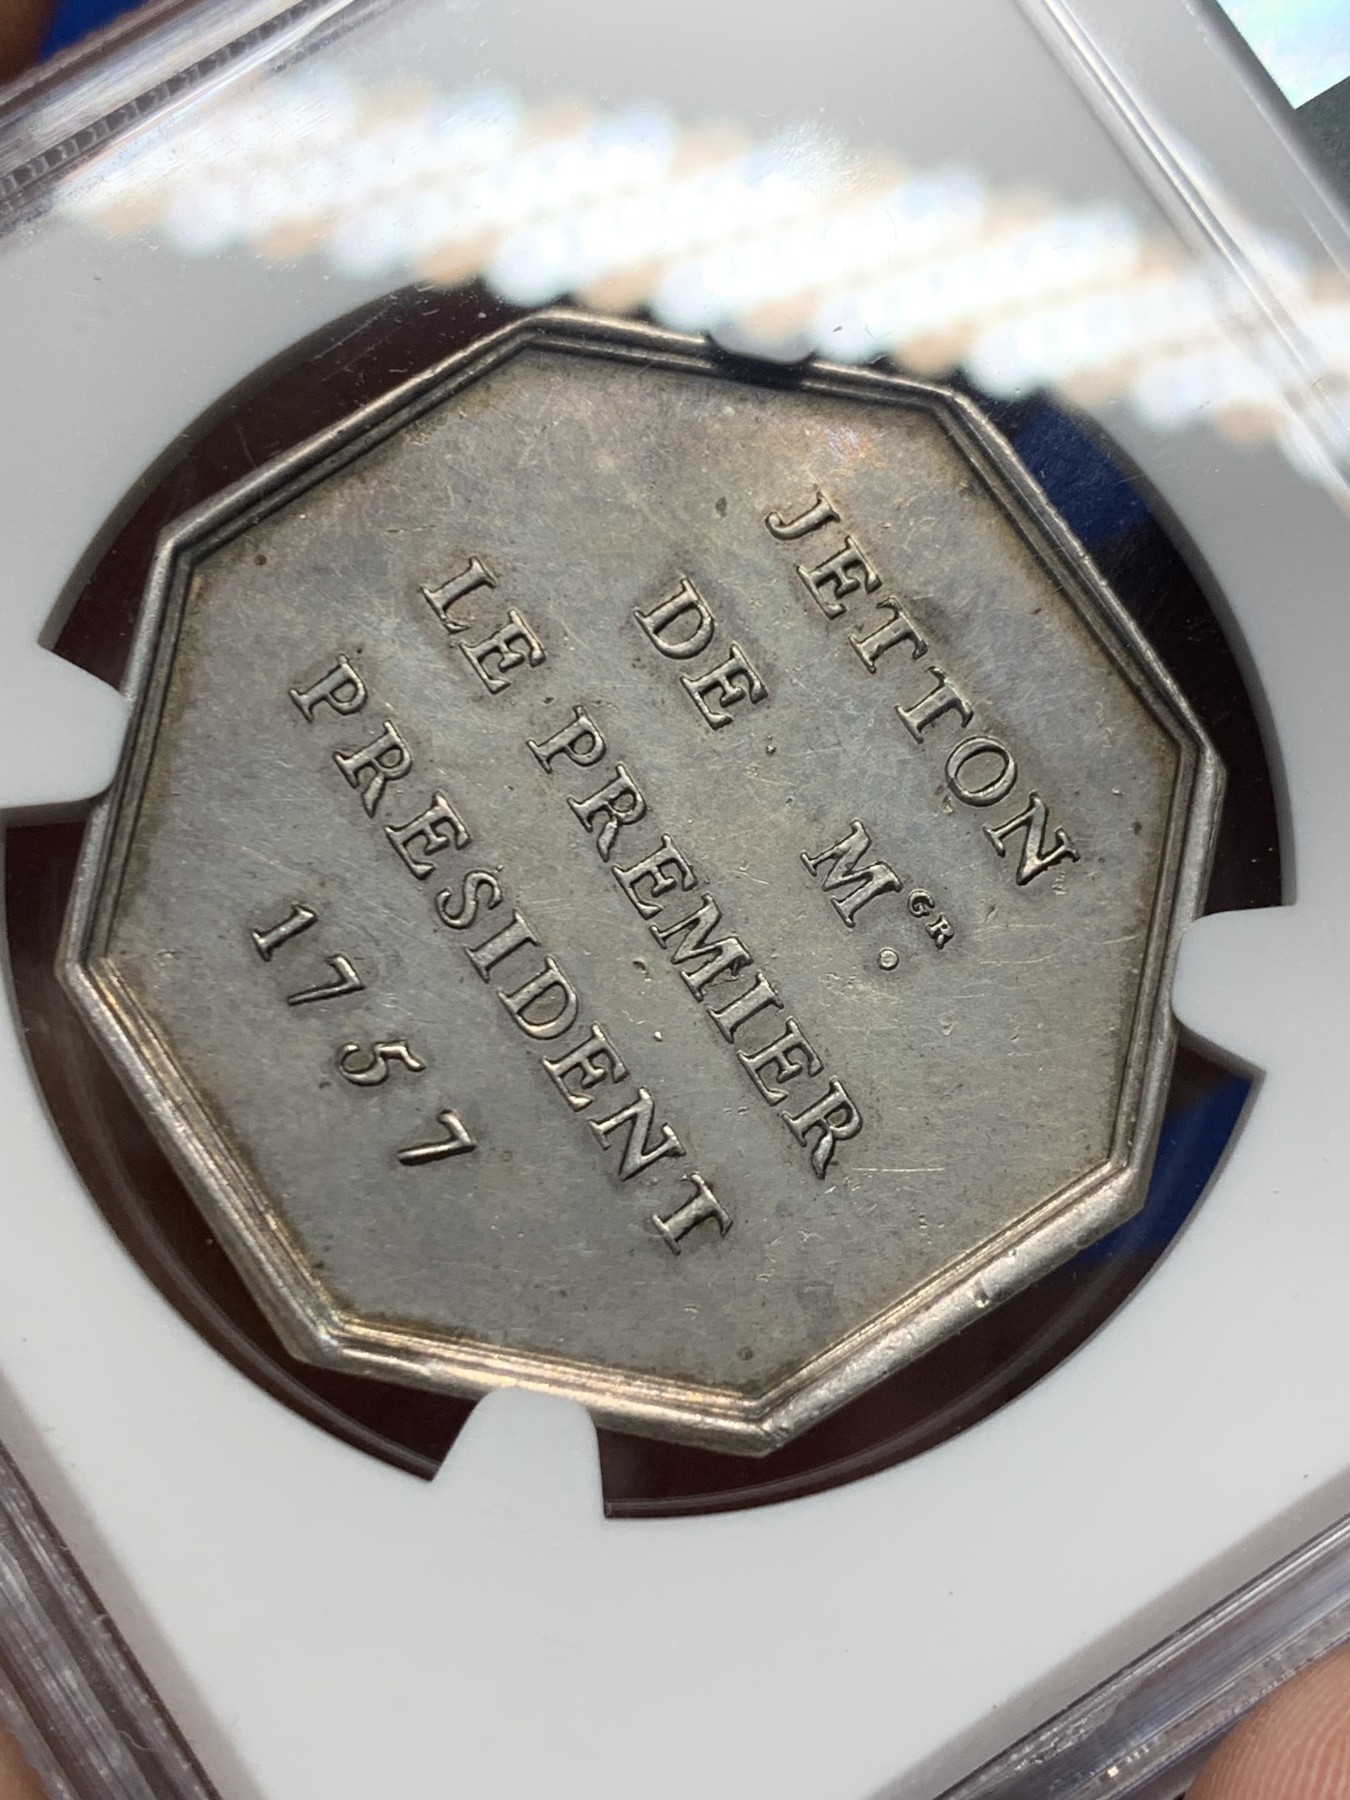 JETTON
DE Mᴳᴿ.
LE PREMIER
PRESIDENT
1757